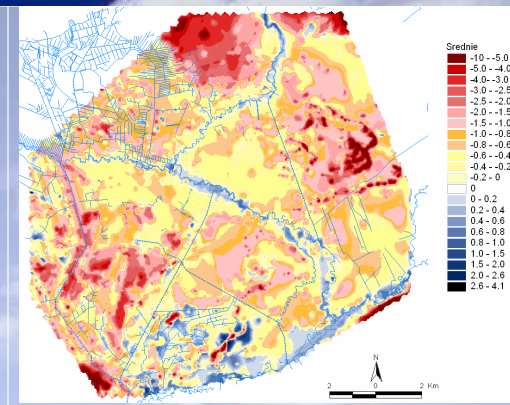 Srednie
-10 - -5.0
-5.0 - -4.0
-4.0 - -3.0
-3.0 - -2.5
-2.5 - -2.0
-2.0 - -1.5
-1.5 - -1.0
-1.0 - -0.8
-0.8 - -0.6
-0.6 - -0.4
-0.4 - -0.2
-0.2 - 0
0
0 - 0.2
0.2 - 0.4
0.4 - 0.6
0.6 - 0.8
0.8 - 1.0
1.0 - 1.5
1.5 - 2.0
2.0 - 2.6
2.6 - 4.1
N
2 0 2 Km